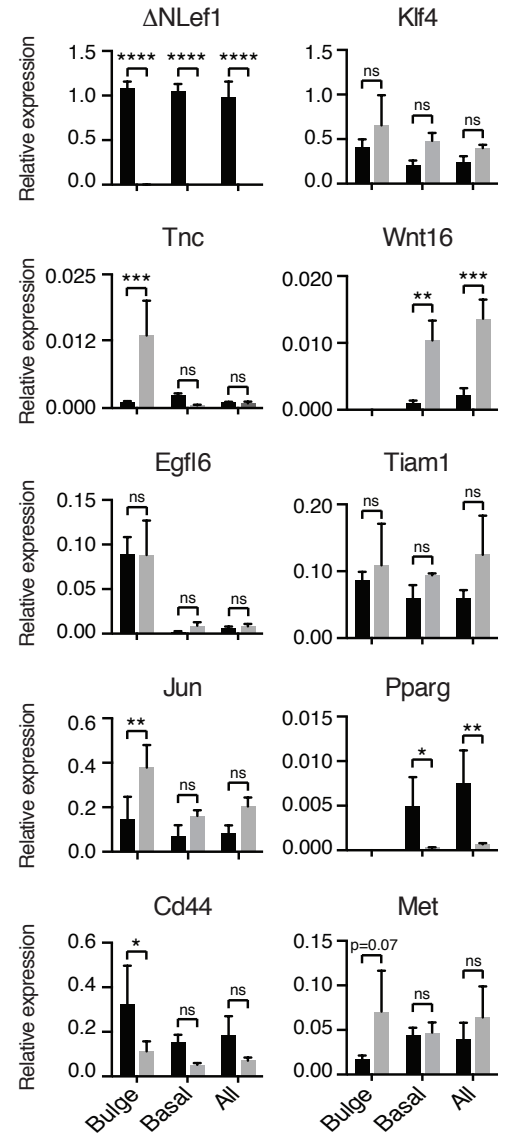 ΔNLef1
Relative expression
1.5
1.0
0.5
0.0
**** **** ****
Klf4
1.5
1.0
0.5
0.0
ns ns ns
Tnc
Relative expression
0.025
0.012
0.000
*** ns ns
Wnt16
0.020
0.010
0.000
** ***
Egfl6
Relative expression
0.15
0.10
0.05
0.00
ns ns ns
Tiam1
0.20
0.10
0.00
ns ns ns
Jun
Relative expression
0.6
0.4
0.2
0.0
** ns ns
Pparg
0.015
0.010
0.005
0.000
* **
Cd44
Relative expression
0.6
0.4
0.2
0.0
* ns ns
Bulge Basal All
Met
0.15
0.10
0.05
0.00
p=0.07 ns ns
Bulge Basal All